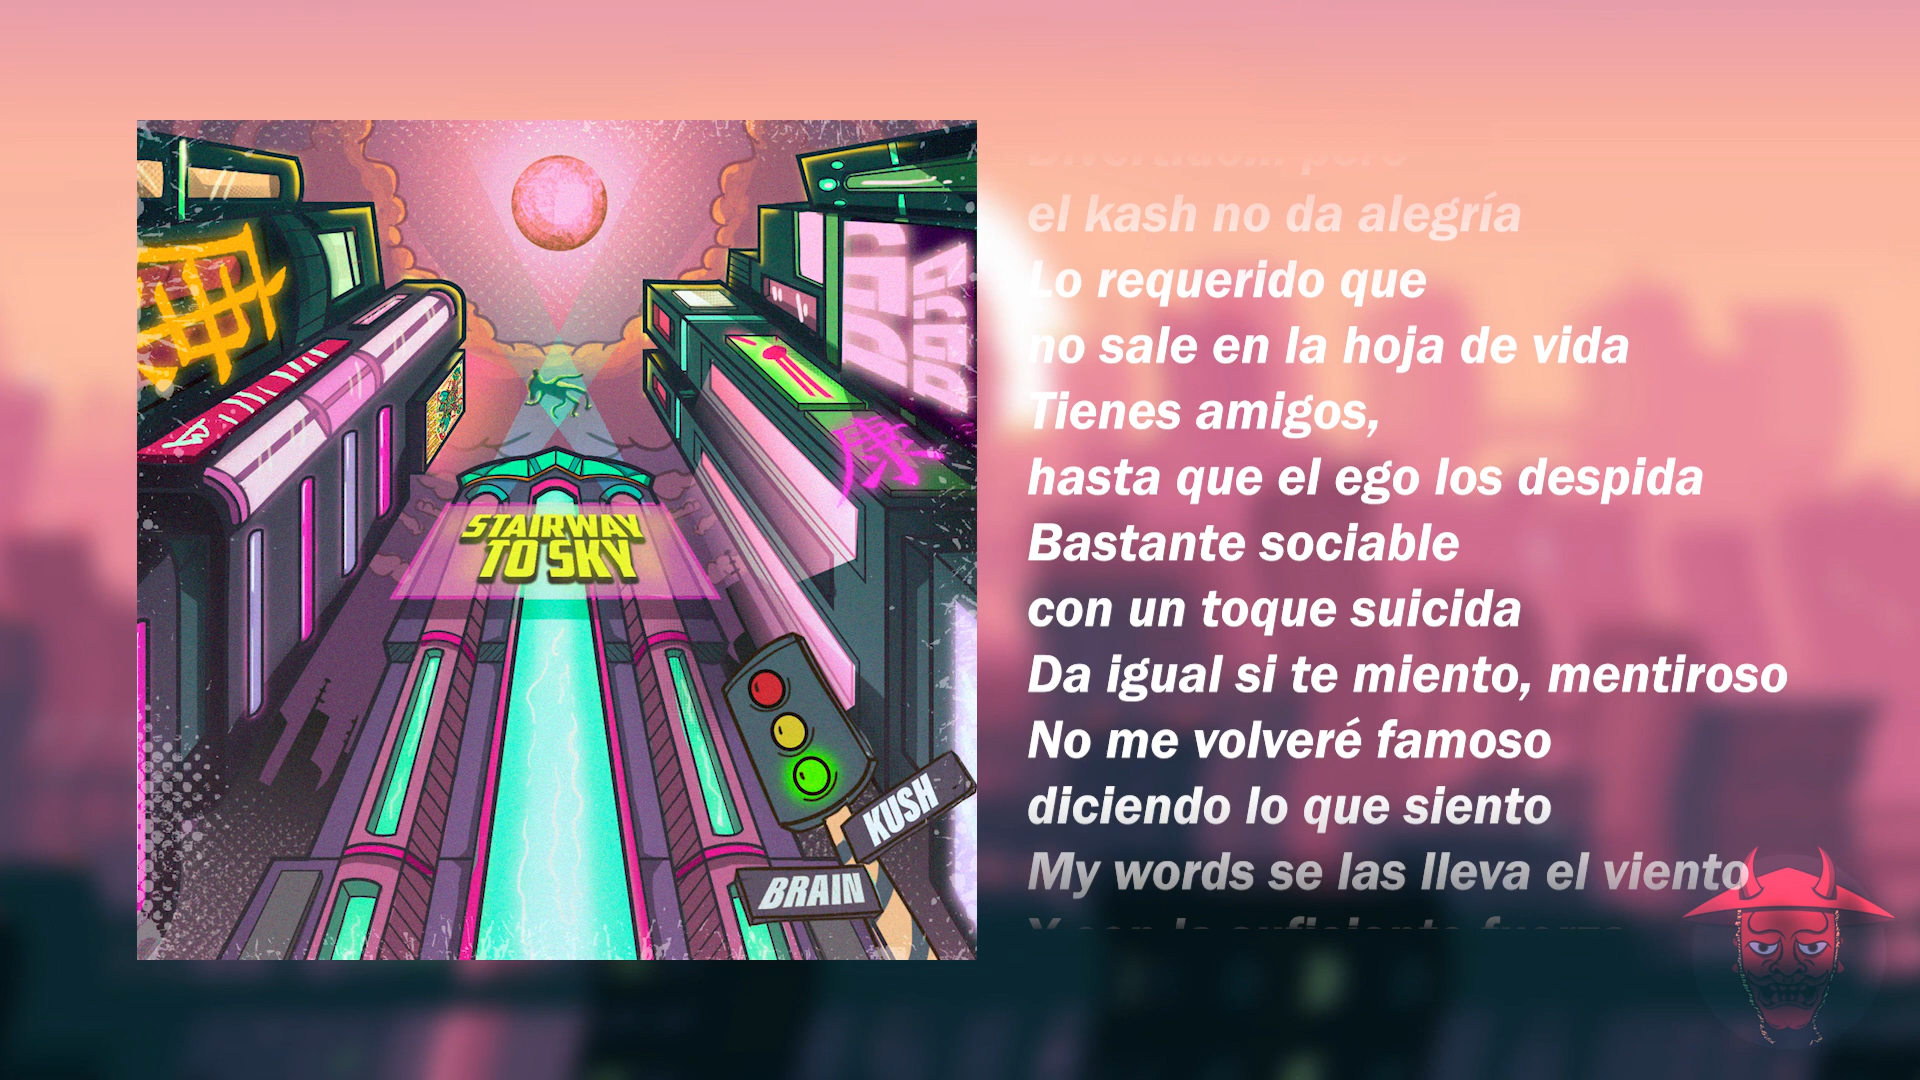 STAIRWAY
TO SKY
康
KUSH
BRAIN
el kash no da alegría
Lo requerido que
no sale en la hoja de vida
Tienes amigos,
hasta que el ego los despida
Bastante sociable
con un toque suicida
Da igual si te miento, mentiroso
No me volveré famoso
diciendo lo que siento
My words se las lleva el viento